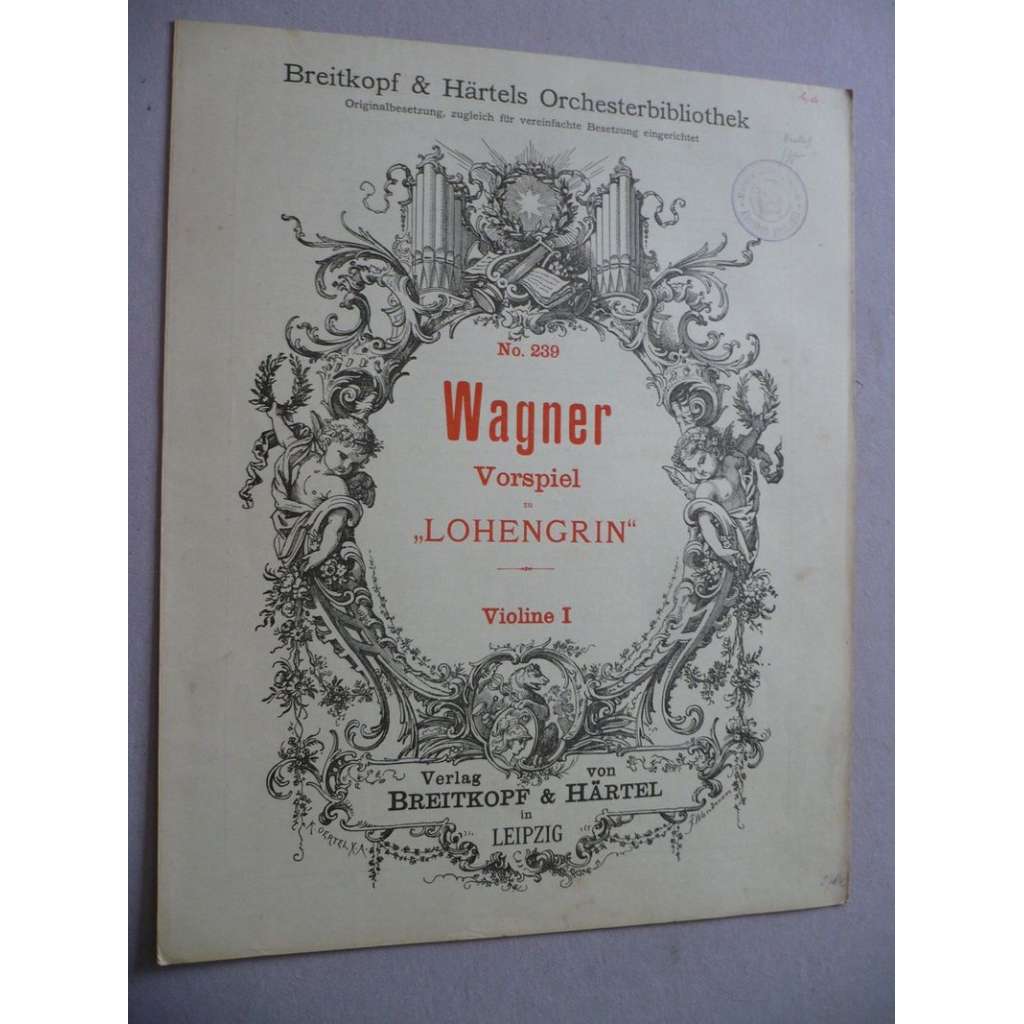 Breitkopf & Härtels Orchesterbibliothek
Originalbesetzung, zugleich für vereinfachte Besetzung eingerichtet
No. 239
Wagner
Vorspiel
zu
„LOHENGRIN“
Violine I
Verlag von
BREITKOPF & HÄRTEL
in
LEIPZIG
K. OERTEL X.A.